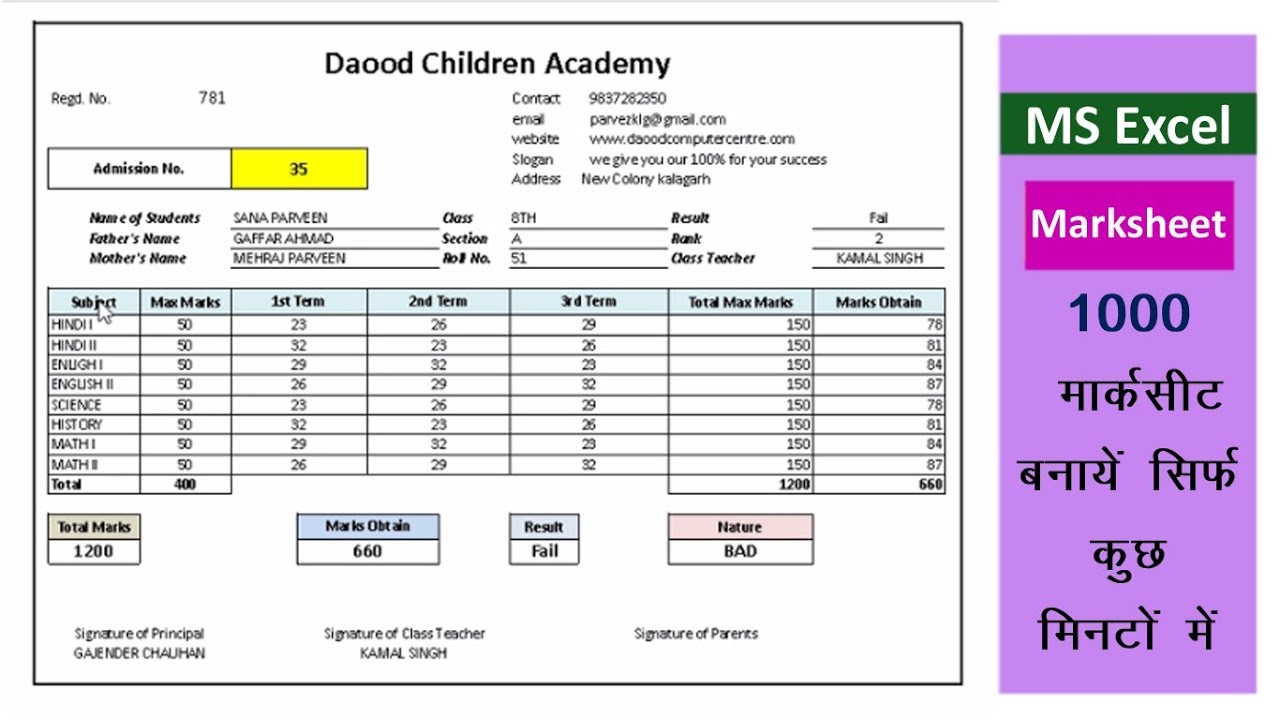 Daood Children Academy
Regd. No. 781
Contact 9837282350
email parvezklg@gmail.com
website www.daoodcomputercentre.com
Slogan we give you our 100% for your success
Address New Colony kalagarh
Admission No. 35
Name of Students SANA PARVEEN Class 8TH Result Fail
Father's Name GAFFAR AHMAD Section A Rank 2
Mother's Name MEHRAJ PARVEEN Roll No. 51 Class Teacher KAMAL SINGH
Subject Max Marks 1st Term 2nd Term 3rd Term Total Max Marks Marks Obtain
HINDI I 50 23 26 29 150 78
HINDI II 50 32 23 26 150 81
ENLIGH I 50 29 32 23 150 84
ENGLISH II 50 26 29 32 150 87
SCIENCE 50 23 26 29 150 78
HISTORY 50 32 23 26 150 81
MATH I 50 29 32 23 150 84
MATH II 50 26 29 32 150 87
Total 400 1200 660
Total Marks Marks Obtain Result Nature
1200 660 Fail BAD
Signature of Principal Signature of Class Teacher Signature of Parents
GAJENDER CHAUHAN KAMAL SINGH
MS Excel
Marksheet
1000
मार्कसीट
बनायें सिर्फ
कुछ
मिनटों में